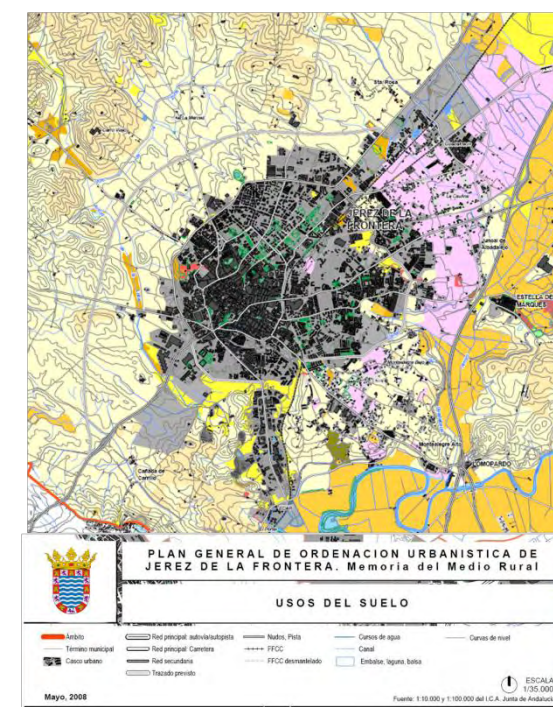 Sta. Rosa
JEREZ DE LA
FRONTERA
ESTELLA DEL
MARQUÉS
Montealegre Alto
LOMOPARDO
Cañada de
Carrillo
PLAN GENERAL DE ORDENACION URBANISTICA DE
JEREZ DE LA FRONTERA. Memoria del Medio Rural
USOS DEL SUELO
Ámbito
Término municipal
Casco urbano
Red principal: autovía/autopista
Red principal: Carretera
Red secundaria
Trazado previsto
Nudos, Pista
FFCC
FFCC desmantelado
Cursos de agua
Canal
Embalse, laguna, balsa
Curvas de nivel
ESCALA
1/35.000
Mayo, 2008
Fuente: 1:10.000 y 1:100.000 del I.C.A. Junta de Andalucía